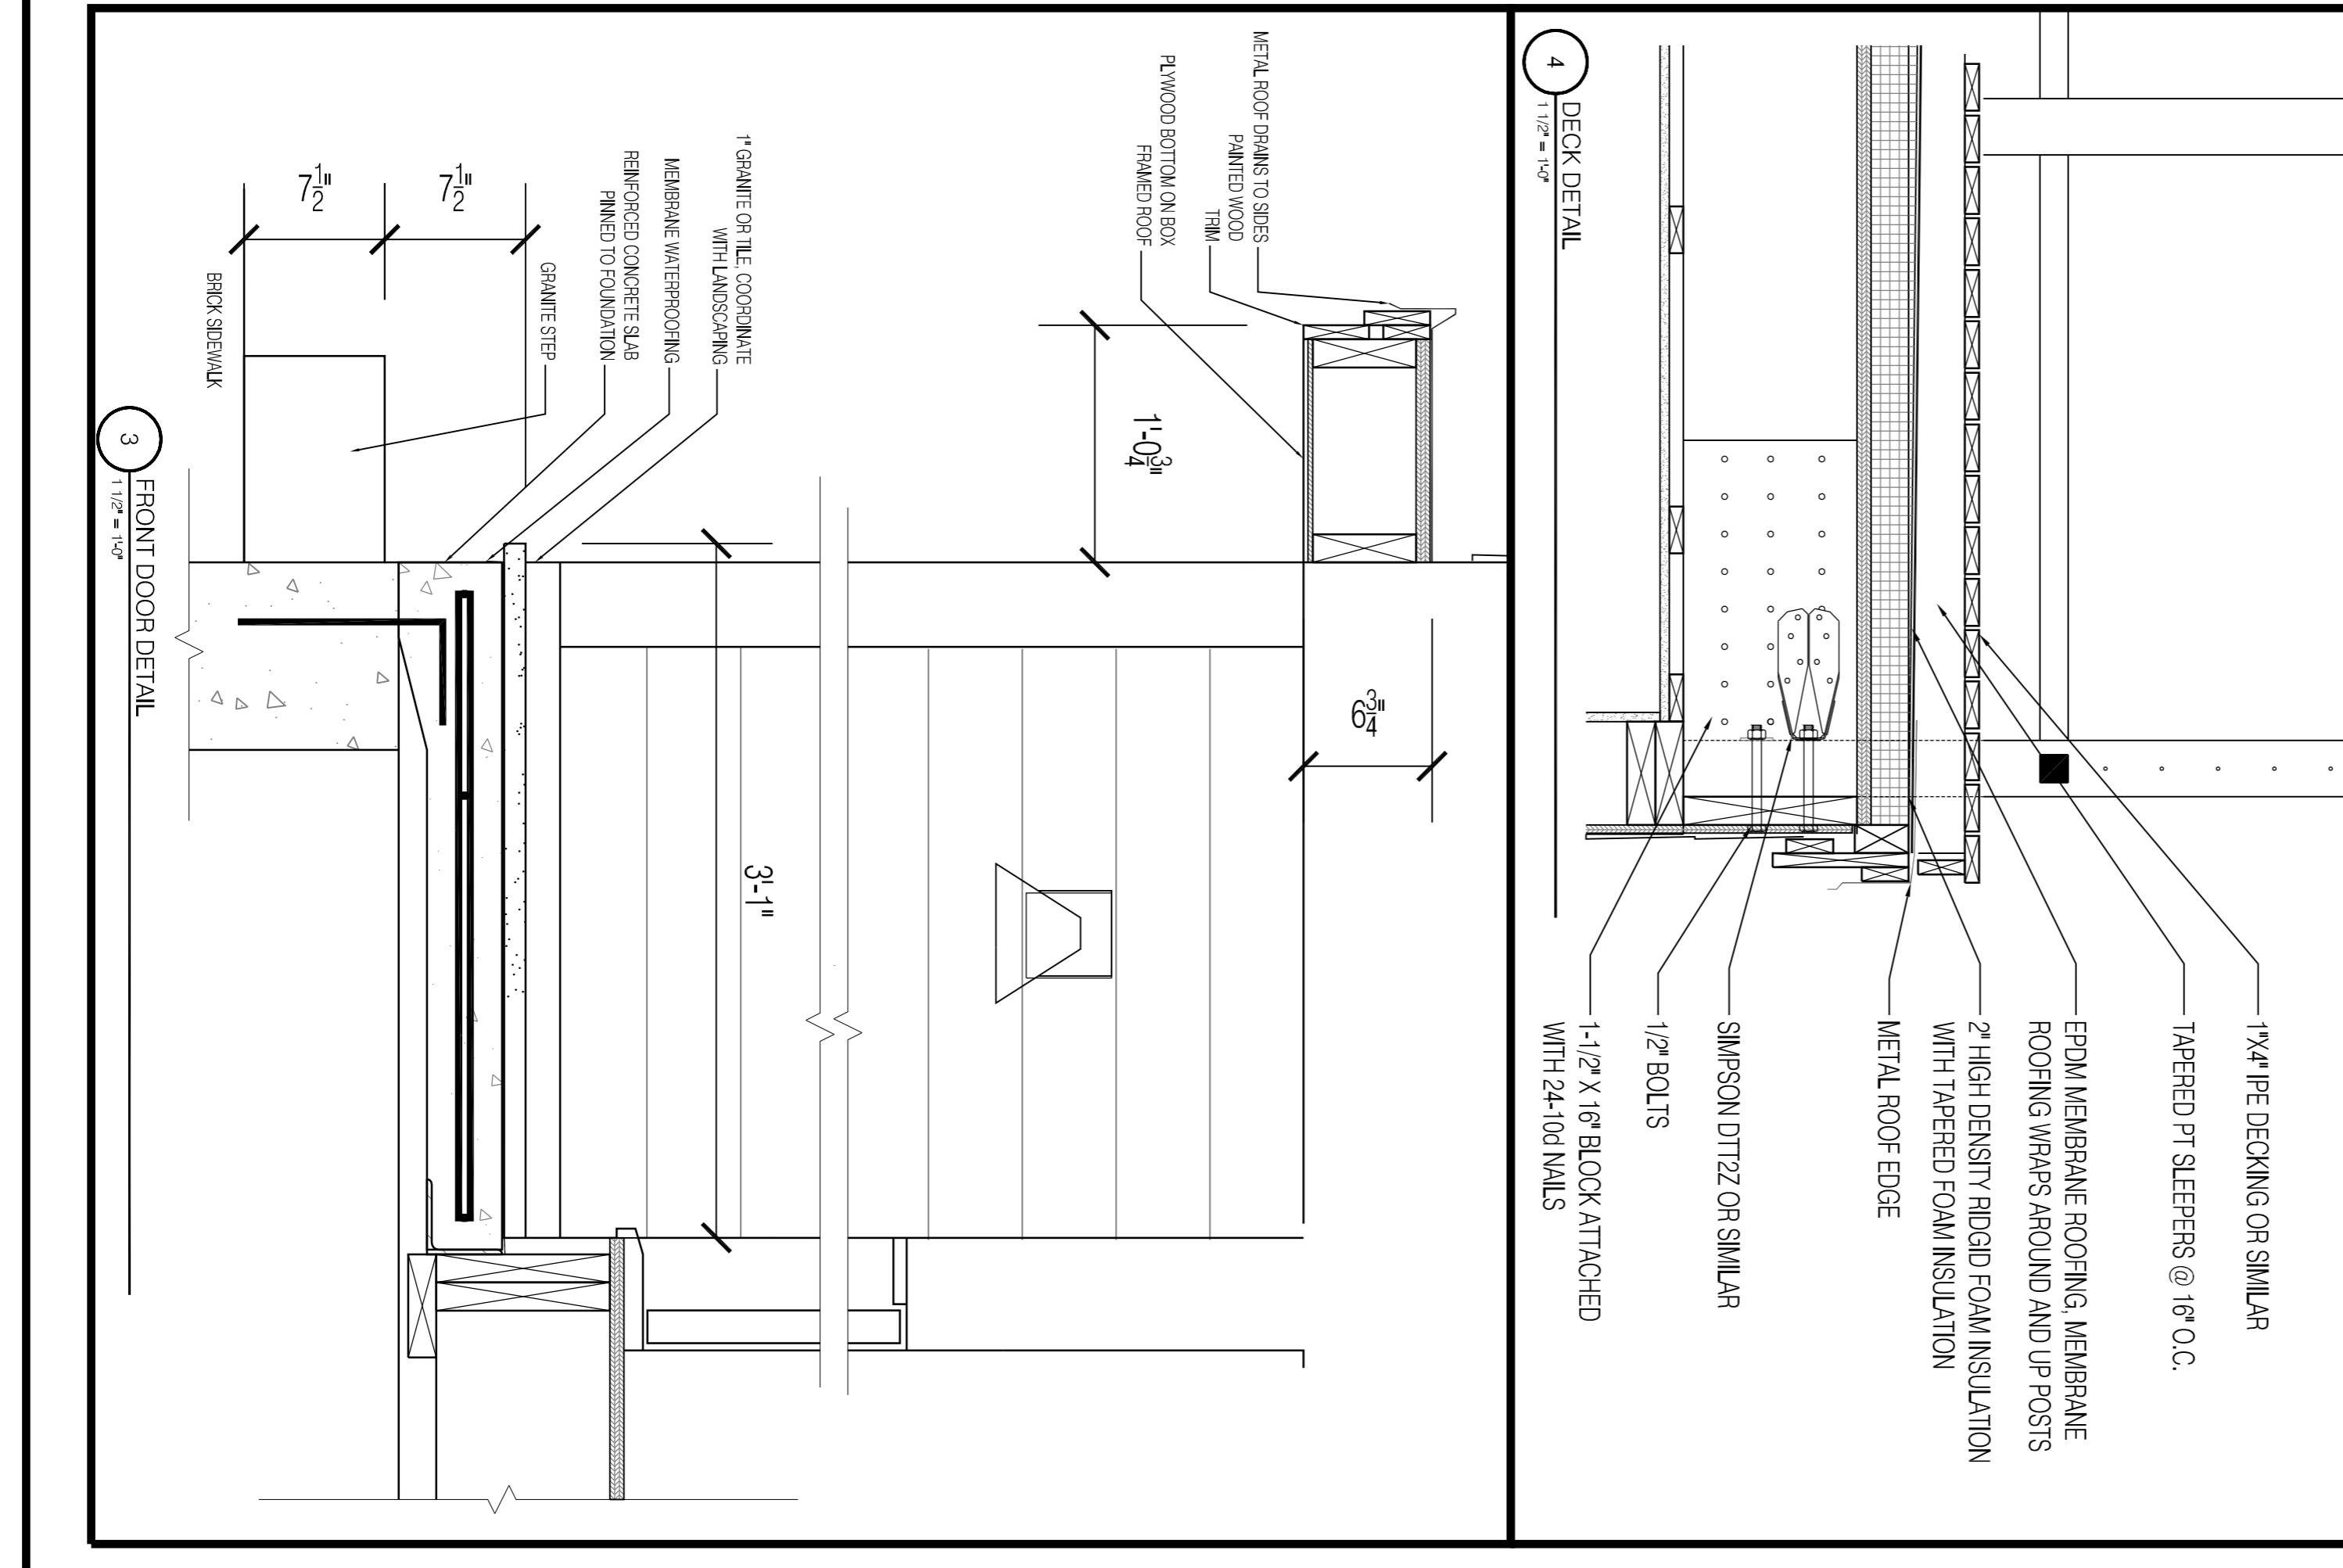 4
DECK DETAIL
1 1/2" = 1'-0"
1"X4" IPE DECKING OR SIMILAR
TAPERED PT SLEEPERS @ 16" O.C.
EPDM MEMBRANE ROOFING, MEMBRANE
ROOFING WRAPS AROUND AND UP POSTS
2" HIGH DENSITY RIDGID FOAM INSULATION
WITH TAPERED FOAM INSULATION
METAL ROOF EDGE
SIMPSON DTT2Z OR SIMILAR
1/2" BOLTS
1-1/2" X 16" BLOCK ATTACHED
WITH 24-10d NAILS
METAL ROOF DRAINS TO SIDES
PAINTED WOOD
TRIM
PLYWOOD BOTTOM ON BOX
FRAMED ROOF
1'-0 3/4"
6 3/4"
3'-1"
1" GRANITE OR TILE, COORDINATE
WITH LANDSCAPING
MEMBRANE WATERPROOFING
REINFORCED CONCRETE SLAB
PINNED TO FOUNDATION
7 1/2"
7 1/2"
GRANITE STEP
BRICK SIDEWALK
3
FRONT DOOR DETAIL
1 1/2" = 1'-0"